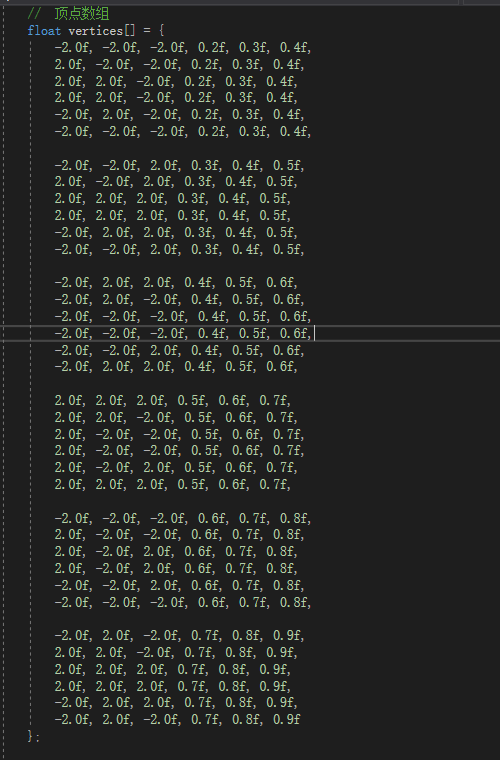 // 顶点数组
float vertices[] = {
-2.0f, -2.0f, -2.0f, 0.2f, 0.3f, 0.4f,
2.0f, -2.0f, -2.0f, 0.2f, 0.3f, 0.4f,
2.0f, 2.0f, -2.0f, 0.2f, 0.3f, 0.4f,
2.0f, 2.0f, -2.0f, 0.2f, 0.3f, 0.4f,
-2.0f, 2.0f, -2.0f, 0.2f, 0.3f, 0.4f,
-2.0f, -2.0f, -2.0f, 0.2f, 0.3f, 0.4f,
-2.0f, -2.0f, 2.0f, 0.3f, 0.4f, 0.5f,
2.0f, -2.0f, 2.0f, 0.3f, 0.4f, 0.5f,
2.0f, 2.0f, 2.0f, 0.3f, 0.4f, 0.5f,
2.0f, 2.0f, 2.0f, 0.3f, 0.4f, 0.5f,
-2.0f, 2.0f, 2.0f, 0.3f, 0.4f, 0.5f,
-2.0f, -2.0f, 2.0f, 0.3f, 0.4f, 0.5f,
-2.0f, 2.0f, 2.0f, 0.4f, 0.5f, 0.6f,
-2.0f, 2.0f, -2.0f, 0.4f, 0.5f, 0.6f,
-2.0f, -2.0f, -2.0f, 0.4f, 0.5f, 0.6f,
-2.0f, -2.0f, -2.0f, 0.4f, 0.5f, 0.6f,
-2.0f, -2.0f, 2.0f, 0.4f, 0.5f, 0.6f,
-2.0f, 2.0f, 2.0f, 0.4f, 0.5f, 0.6f,
2.0f, 2.0f, 2.0f, 0.5f, 0.6f, 0.7f,
2.0f, 2.0f, -2.0f, 0.5f, 0.6f, 0.7f,
2.0f, -2.0f, -2.0f, 0.5f, 0.6f, 0.7f,
2.0f, -2.0f, -2.0f, 0.5f, 0.6f, 0.7f,
2.0f, -2.0f, 2.0f, 0.5f, 0.6f, 0.7f,
2.0f, 2.0f, 2.0f, 0.5f, 0.6f, 0.7f,
-2.0f, -2.0f, -2.0f, 0.6f, 0.7f, 0.8f,
2.0f, -2.0f, -2.0f, 0.6f, 0.7f, 0.8f,
2.0f, -2.0f, 2.0f, 0.6f, 0.7f, 0.8f,
2.0f, -2.0f, 2.0f, 0.6f, 0.7f, 0.8f,
-2.0f, -2.0f, 2.0f, 0.6f, 0.7f, 0.8f,
-2.0f, -2.0f, -2.0f, 0.6f, 0.7f, 0.8f,
-2.0f, 2.0f, -2.0f, 0.7f, 0.8f, 0.9f,
2.0f, 2.0f, -2.0f, 0.7f, 0.8f, 0.9f,
2.0f, 2.0f, 2.0f, 0.7f, 0.8f, 0.9f,
2.0f, 2.0f, 2.0f, 0.7f, 0.8f, 0.9f,
-2.0f, 2.0f, 2.0f, 0.7f, 0.8f, 0.9f,
-2.0f, 2.0f, -2.0f, 0.7f, 0.8f, 0.9f
};